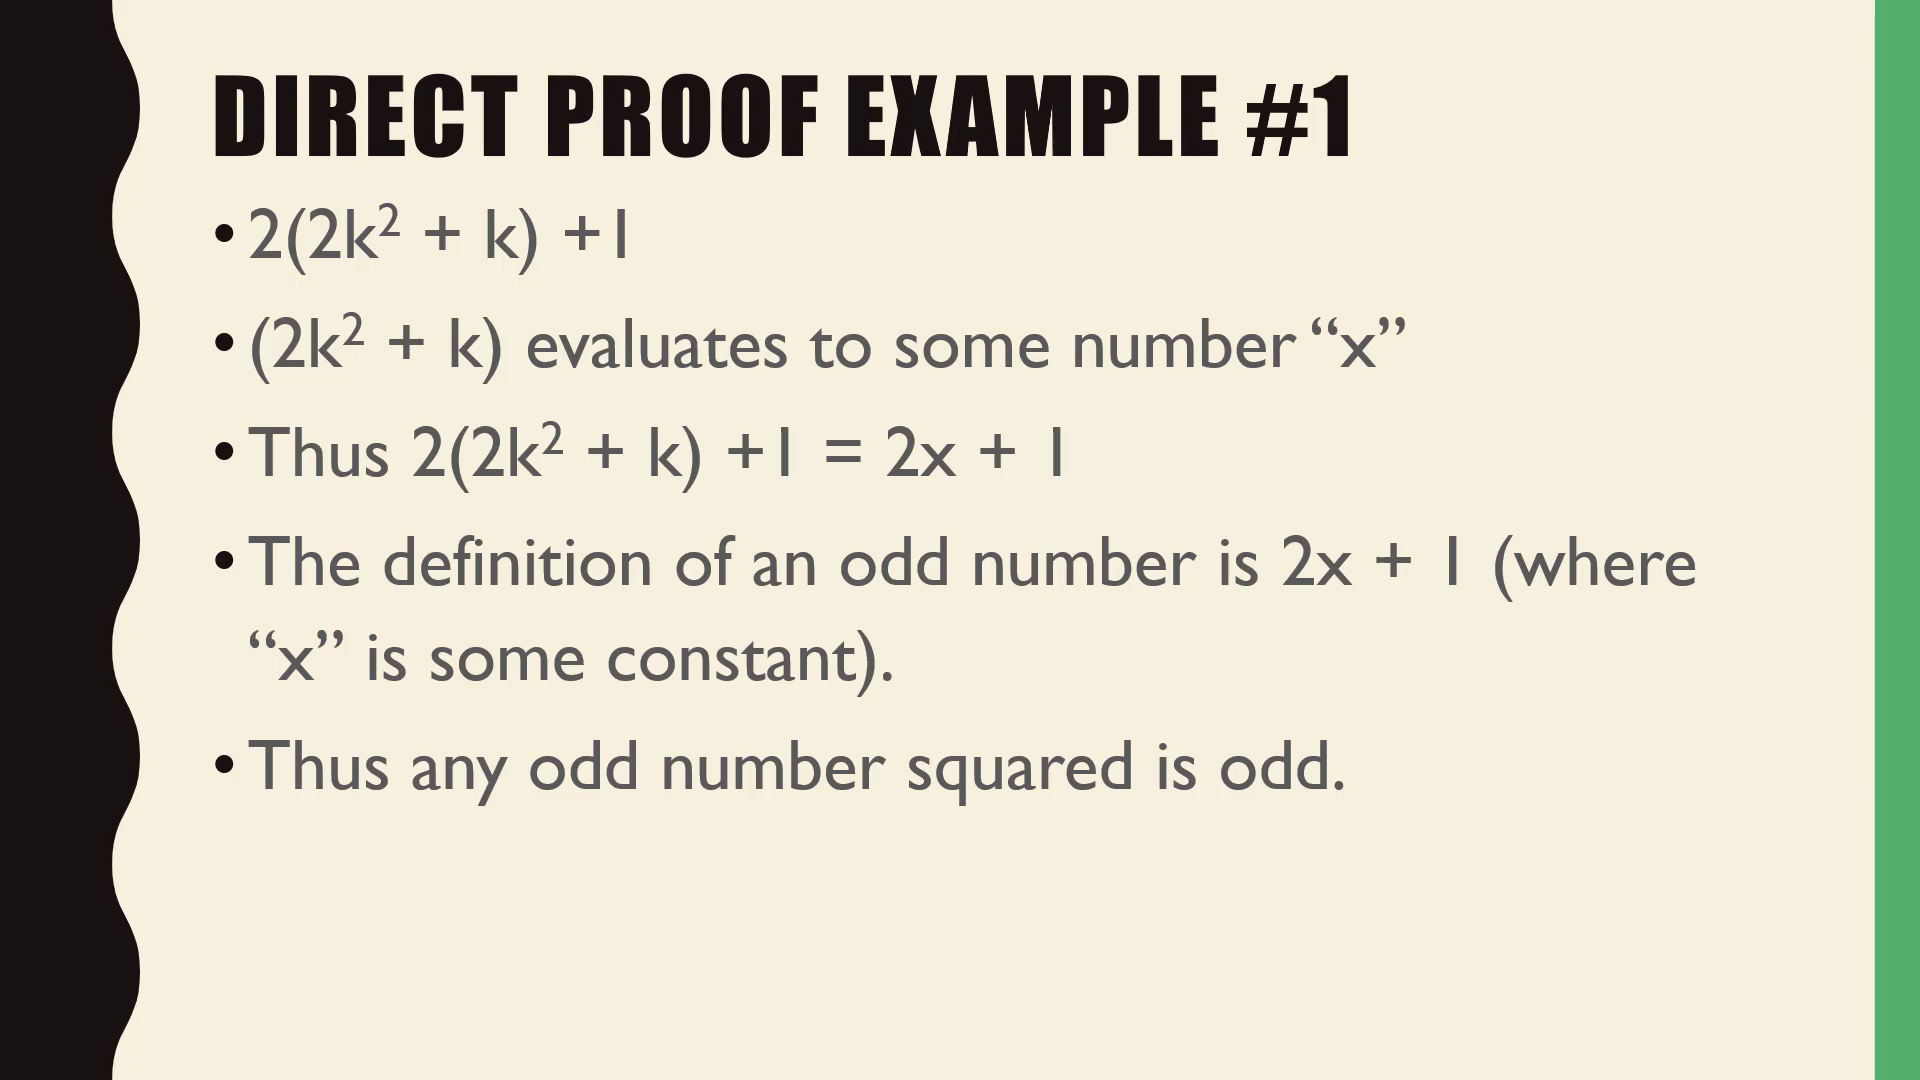 DIRECT PROOF EXAMPLE #1
• 2(2k² + k) +1
• (2k² + k) evaluates to some number “x”
• Thus 2(2k² + k) +1 = 2x + 1
• The definition of an odd number is 2x + 1 (where
“x” is some constant).
• Thus any odd number squared is odd.